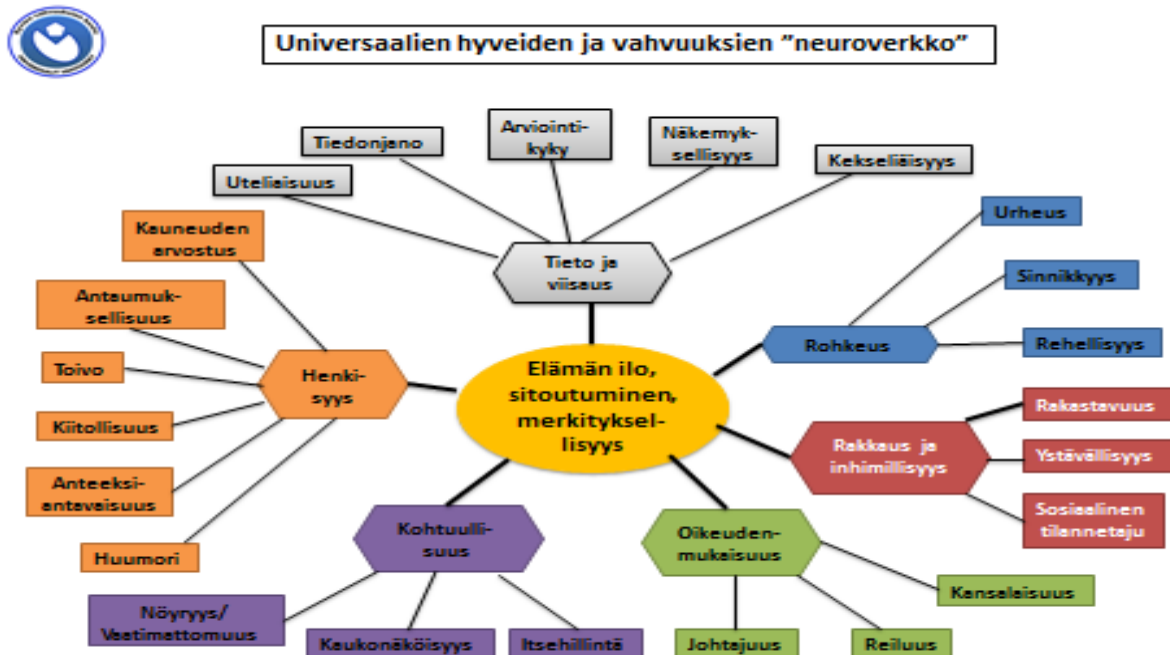 Universaalien hyveiden ja vahvuuksien ”neuroverkko”
Uteliaisuus
Tiedonjano
Arviointi-
kyky
Näkemyk-
sellisyys
Kekseliäisyys
Tieto ja
viisaus
Urheus
Sinnikkyys
Rehellisyys
Rohkeus
Kauneuden
arvostus
Antaumuk-
sellisuus
Toivo
Kiitollisuus
Anteeksi-
antavaisuus
Huumori
Henki-
syys
Elämän ilo,
sitoutuminen,
merkityksel-
lisyys
Rakkaus ja
inhimillisyys
Rakastavuus
Ystävällisyys
Sosiaalinen
tilannetaju
Kohtuulli-
suus
Nöyryys/
Vaatimattomuus
Kaukonäköisyys
Itsehillintä
Oikeuden-
mukaisuus
Kansalaisuus
Johtajuus
Reiluus